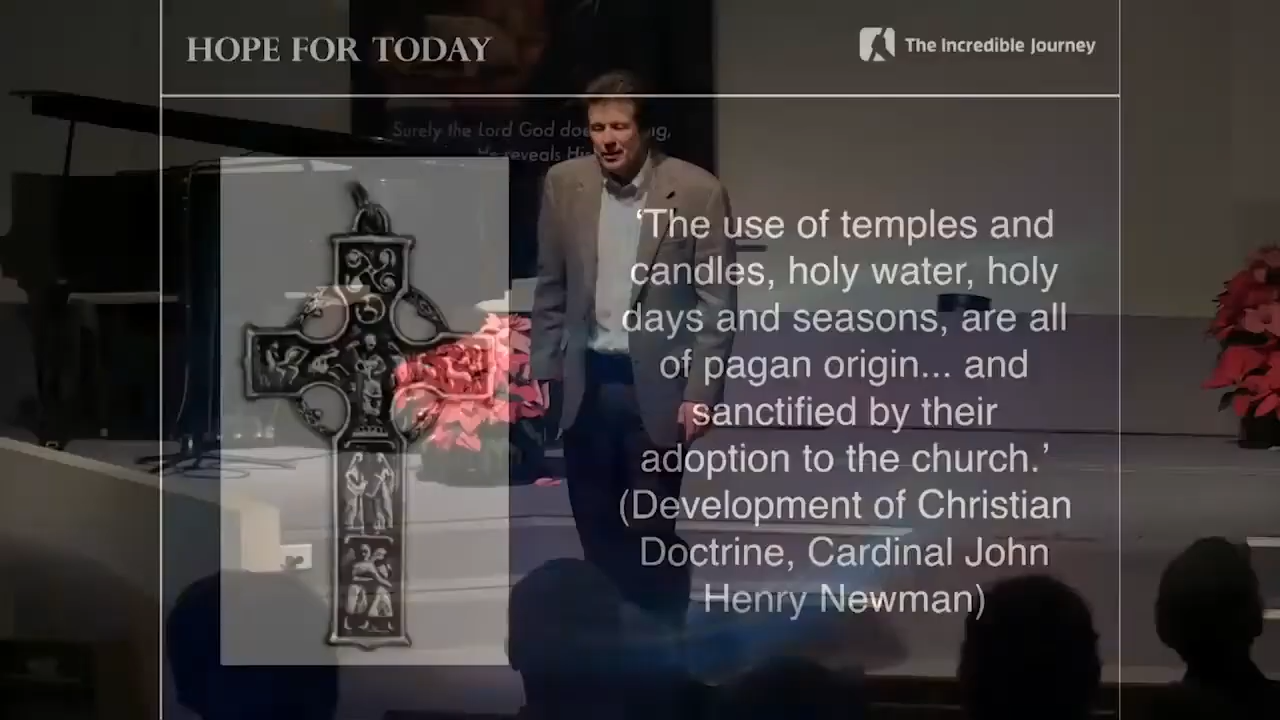 HOPE FOR TODAY
The Incredible Journey
Surely the Lord God
He reveals
‘The use of temples and
candles, holy water, holy
days and seasons, are all
of pagan origin... and
sanctified by their
adoption to the church.’
(Development of Christian
Doctrine, Cardinal John
Henry Newman)